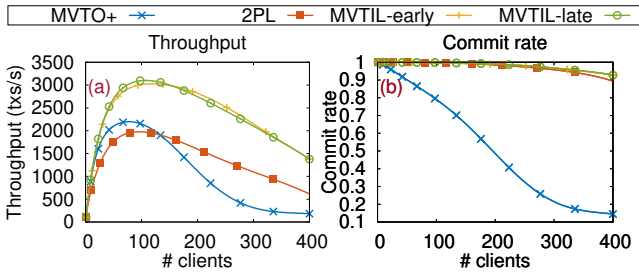 MVTO+ 2PL MVTIL-early MVTIL-late
Throughput
Throughput (txs/s)
3500
3000
2500
2000
1500
1000
500
0
(a)
0 100 200 300 400
# clients
Commit rate
Commit rate
1
0.9
0.8
0.7
0.6
0.5
0.4
0.3
0.2
0.1
(b)
0 100 200 300 400
# clients